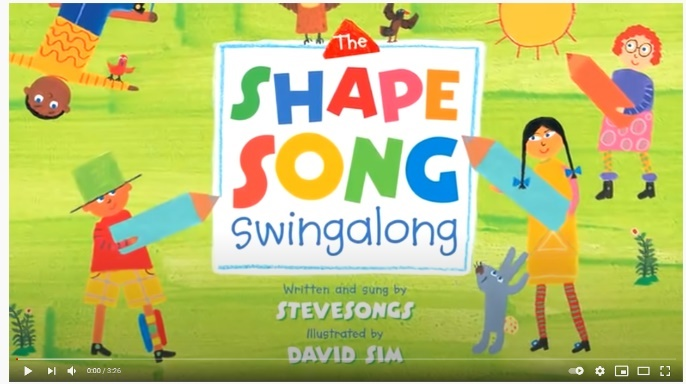 The
SHAPE
SONG
Swingalong
Written and sung by
STEVESONGS
Illustrated by
DAVID SIM
0:00 / 3:26